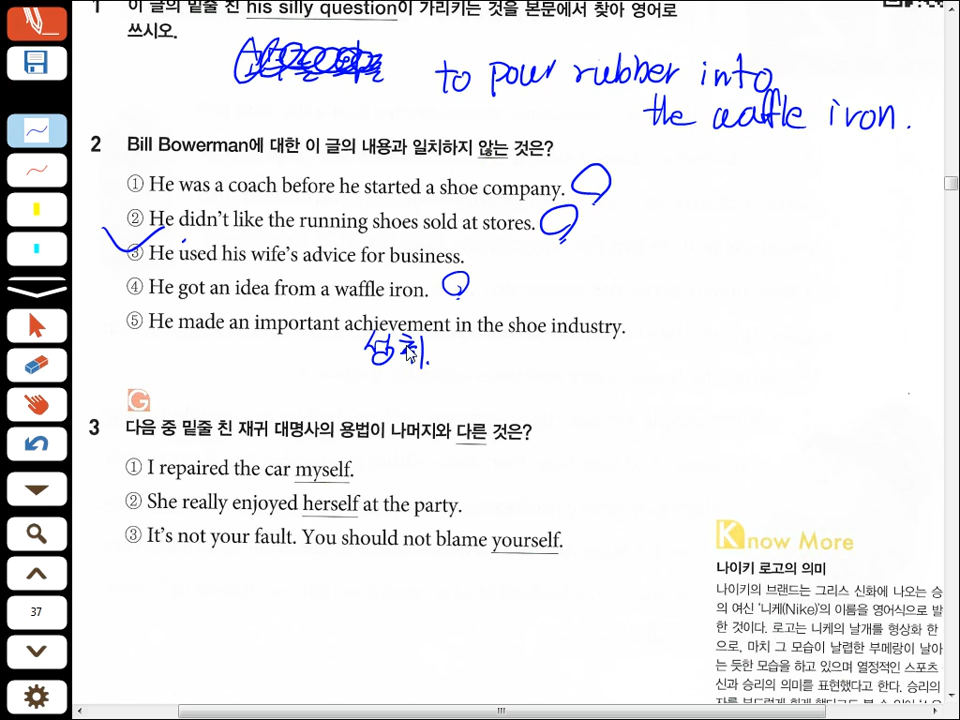 1 이 글의 밑줄 친 his silly question이 가리키는 것을 본문에서 찾아 영어로
쓰시오.
to pour rubber into
the waffle iron.
2 Bill Bowerman에 대한 이 글의 내용과 일치하지 않는 것은?
① He was a coach before he started a shoe company.
② He didn't like the running shoes sold at stores.
③ He used his wife's advice for business.
④ He got an idea from a waffle iron.
⑤ He made an important achievement in the shoe industry.
성취.
G
3 다음 중 밑줄 친 재귀 대명사의 용법이 나머지와 다른 것은?
① I repaired the car myself.
② She really enjoyed herself at the party.
③ It's not your fault. You should not blame yourself.
Know More
나이키 로고의 의미
나이키의 브랜드는 그리스 신화에 나오는 승
의 여신 '니케(Nike)'의 이름을 영어식으로 발
한 것이다. 로고는 니케의 날개를 형상화 한
으로, 마치 그 모습이 날렵한 부메랑이 날아
는 듯한 모습을 하고 있으며 열정적인 스포츠
신과 승리의 의미를 표현했다고 한다. 승리의
37